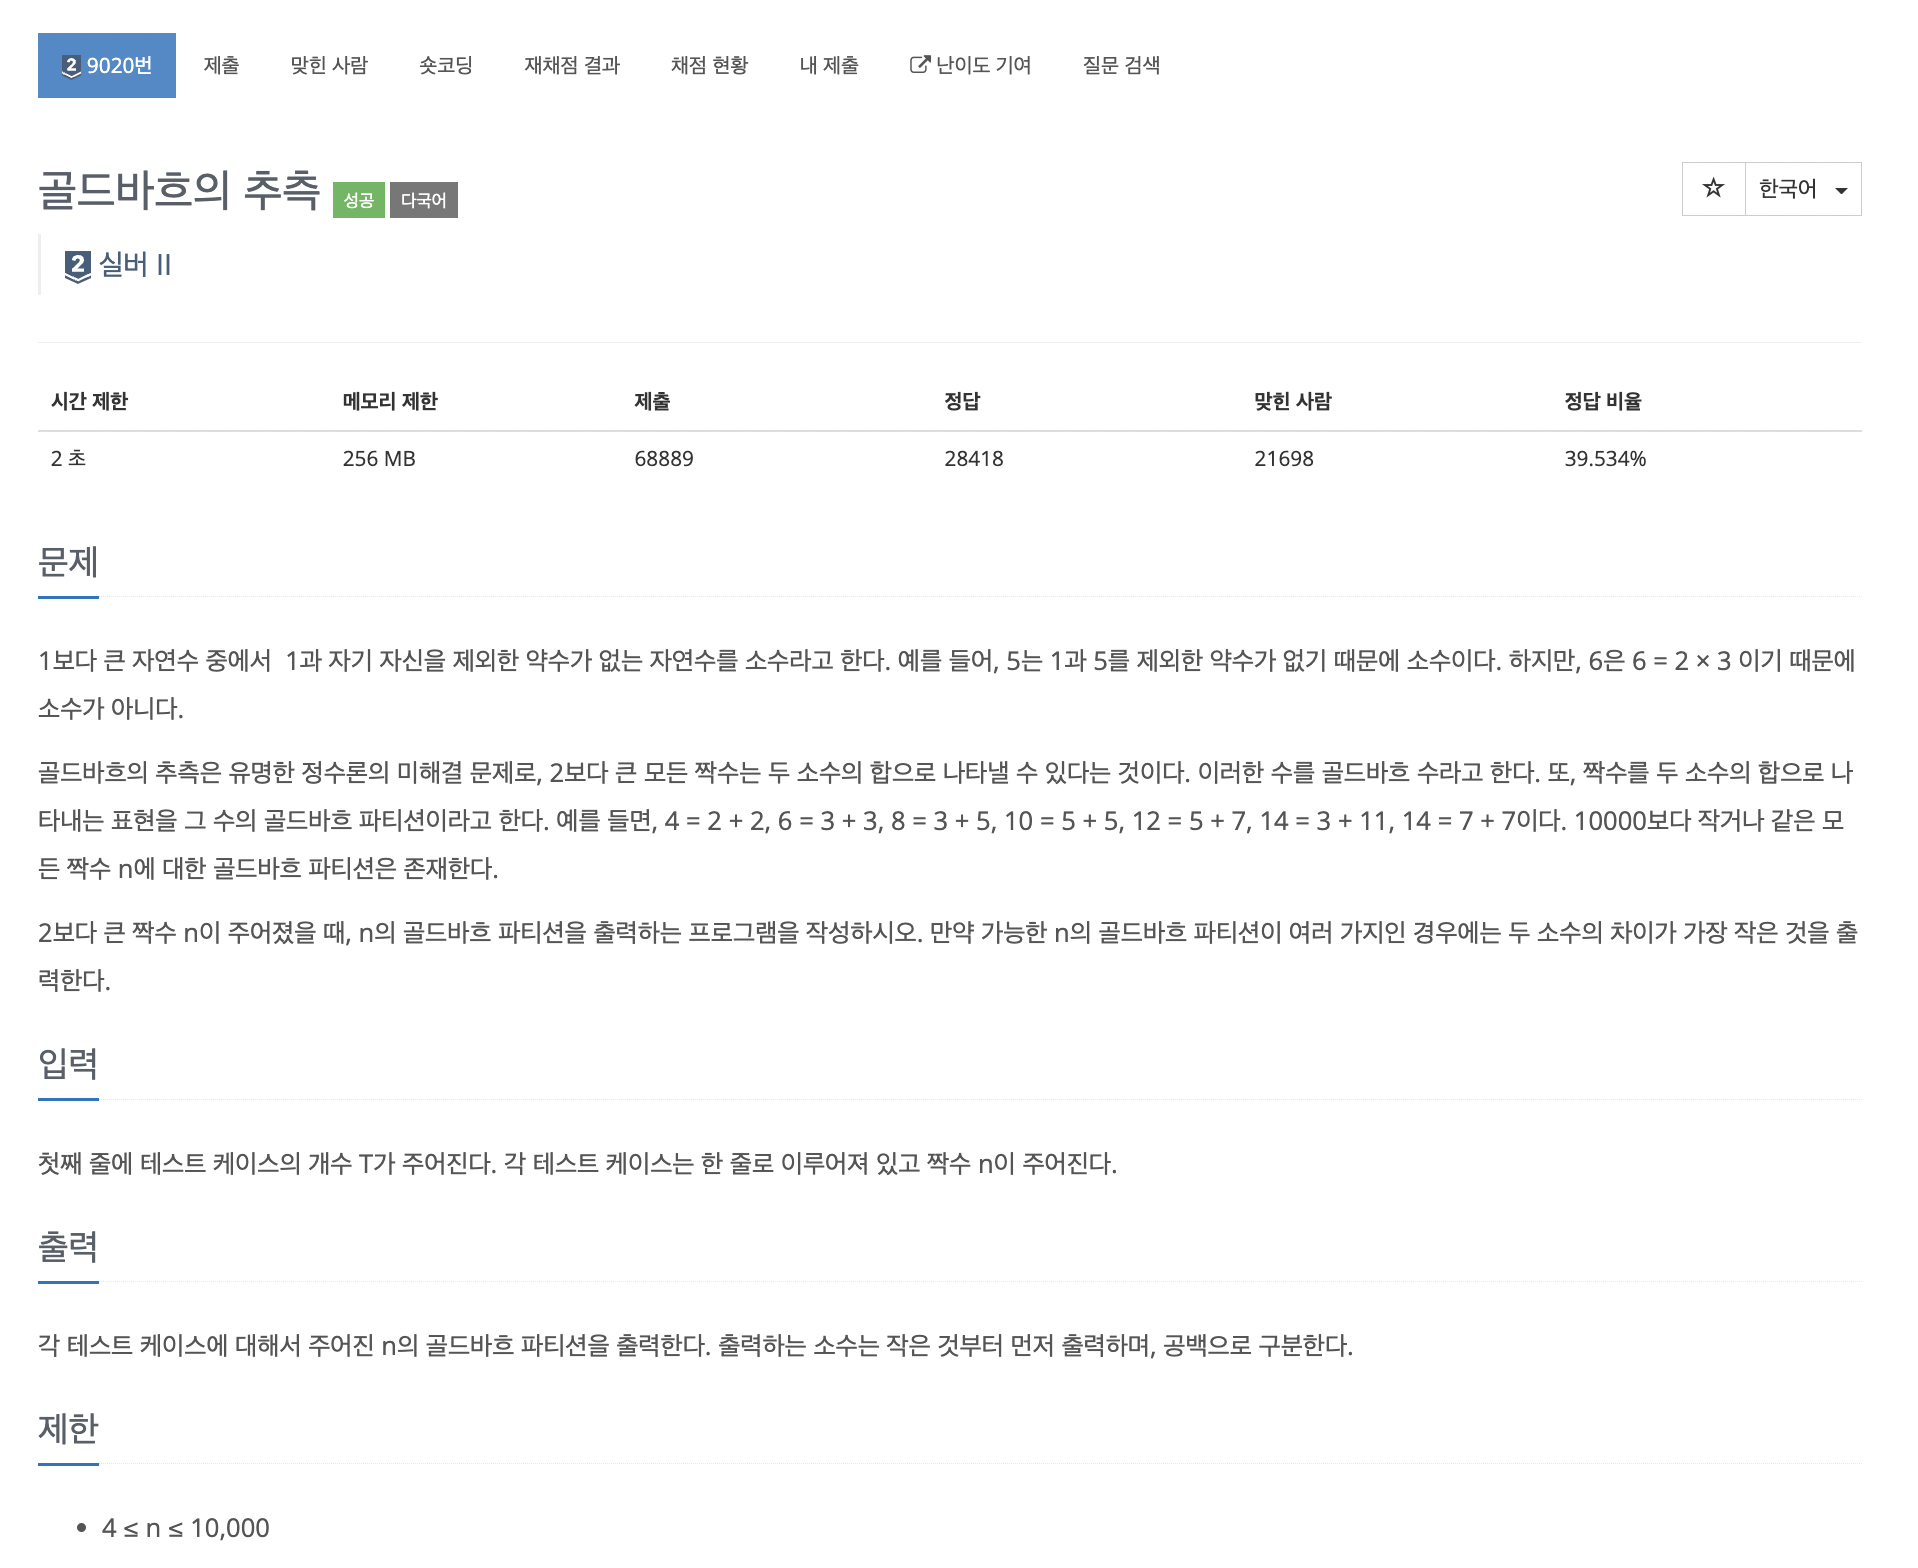 2 9020번 제출 맞힌 사람 숏코딩 재채점 결과 채점 현황 내 제출 난이도 기여 질문 검색
골드바흐의 추측 성공 다국어 한국어
2 실버 II
시간 제한 메모리 제한 제출 정답 맞힌 사람 정답 비율
2 초 256 MB 68889 28418 21698 39.534%
문제
1보다 큰 자연수 중에서  1과 자기 자신을 제외한 약수가 없는 자연수를 소수라고 한다. 예를 들어, 5는 1과 5를 제외한 약수가 없기 때문에 소수이다. 하지만, 6은 6 = 2 × 3 이기 때문에
소수가 아니다.
골드바흐의 추측은 유명한 정수론의 미해결 문제로, 2보다 큰 모든 짝수는 두 소수의 합으로 나타낼 수 있다는 것이다. 이러한 수를 골드바흐 수라고 한다. 또, 짝수를 두 소수의 합으로 나
타내는 표현을 그 수의 골드바흐 파티션이라고 한다. 예를 들면, 4 = 2 + 2, 6 = 3 + 3, 8 = 3 + 5, 10 = 5 + 5, 12 = 5 + 7, 14 = 3 + 11, 14 = 7 + 7이다. 10000보다 작거나 같은 모
든 짝수 n에 대한 골드바흐 파티션은 존재한다.
2보다 큰 짝수 n이 주어졌을 때, n의 골드바흐 파티션을 출력하는 프로그램을 작성하시오. 만약 가능한 n의 골드바흐 파티션이 여러 가지인 경우에는 두 소수의 차이가 가장 작은 것을 출
력한다.
입력
첫째 줄에 테스트 케이스의 개수 T가 주어진다. 각 테스트 케이스는 한 줄로 이루어져 있고 짝수 n이 주어진다.
출력
각 테스트 케이스에 대해서 주어진 n의 골드바흐 파티션을 출력한다. 출력하는 소수는 작은 것부터 먼저 출력하며, 공백으로 구분한다.
제한
• 4 ≤ n ≤ 10,000